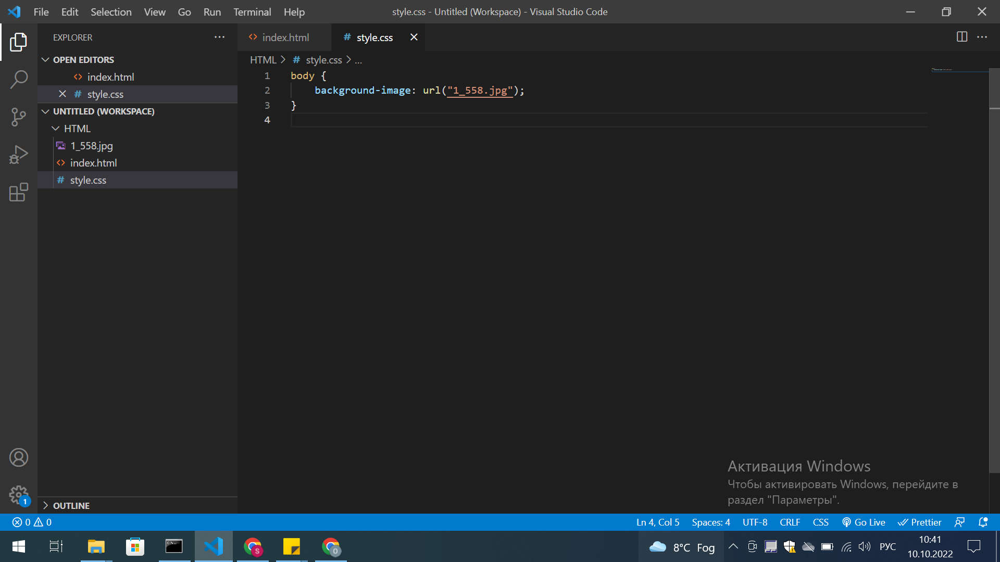 File Edit Selection View Go Run Terminal Help
style.css - Untitled (Workspace) - Visual Studio Code
EXPLORER
OPEN EDITORS
index.html
style.css
UNTITLED (WORKSPACE)
HTML
1_558.jpg
index.html
style.css
OUTLINE
index.html
style.css
HTML > # style.css > ...
1 body {
2 background-image: url("1_558.jpg");
3 }
4
Активация Windows
Чтобы активировать Windows, перейдите в
раздел "Параметры".
1
0 0
Ln 4, Col 5 Spaces: 4 UTF-8 CRLF CSS Go Live Prettier
S O
8°C Fog
РУС
10:41
10.10.2022